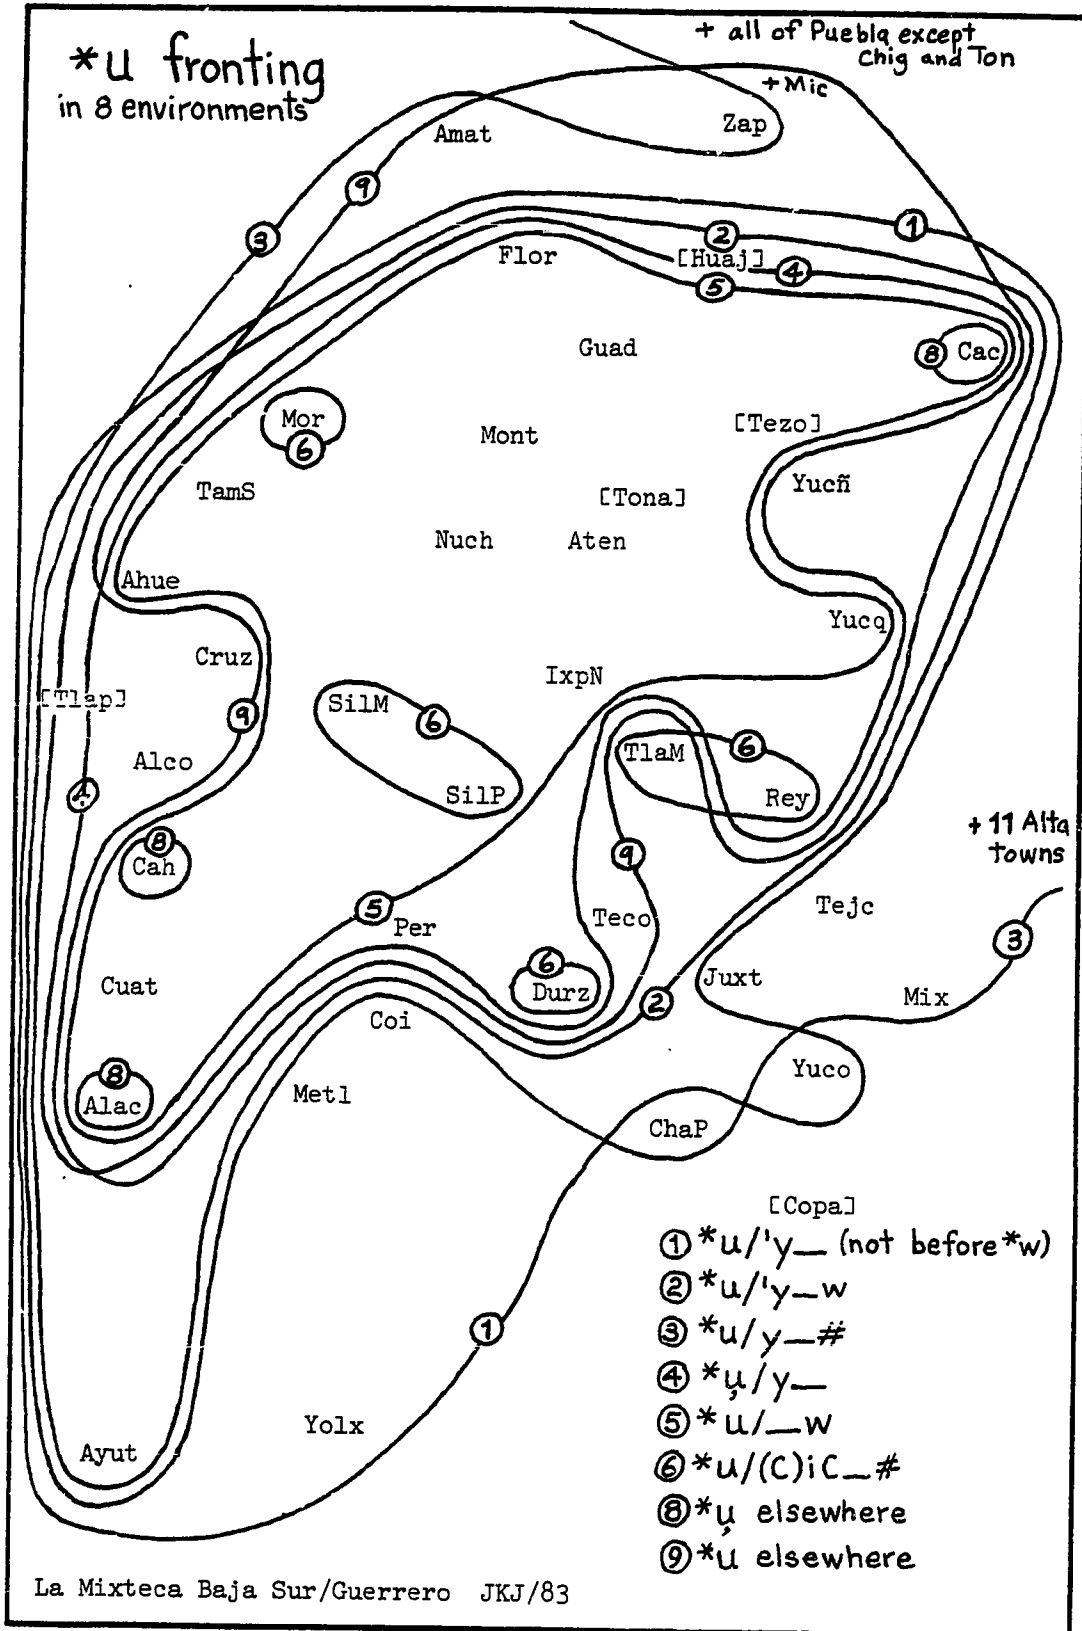 *u fronting
in 8 environments
+ all of Puebla except
Chig and Ton
+Mic
Zap
Amat
9
3
1
2
Flor
[Huaj]
4
5
Guad
8
Cac
Mor
6
Mont
[Tezo]
TamS
[Tona]
Yucñ
Nuch
Aten
Ahue
Yucq
Cruz
IxpN
[Tlap]
SilM
6
9
TlaM
6
Alco
4
SilP
Rey
+ 11 Alta
towns
8
Cah
9
5
Per
Teco
Tejc
3
6
Cuat
Durz
2
Juxt
Mix
Coi
8
Alac
Metl
Yuco
ChaP
[Copa]
① *u/'y__ (not before *w)
② *u/'y__w
③ *u/y__#
④ *ṵ/y__
⑤ *u/__w
⑥ *u/(C)iC__#
⑧ *ṵ elsewhere
⑨ *u elsewhere
1
Yolx
Ayut
La Mixteca Baja Sur/Guerrero JKJ/83